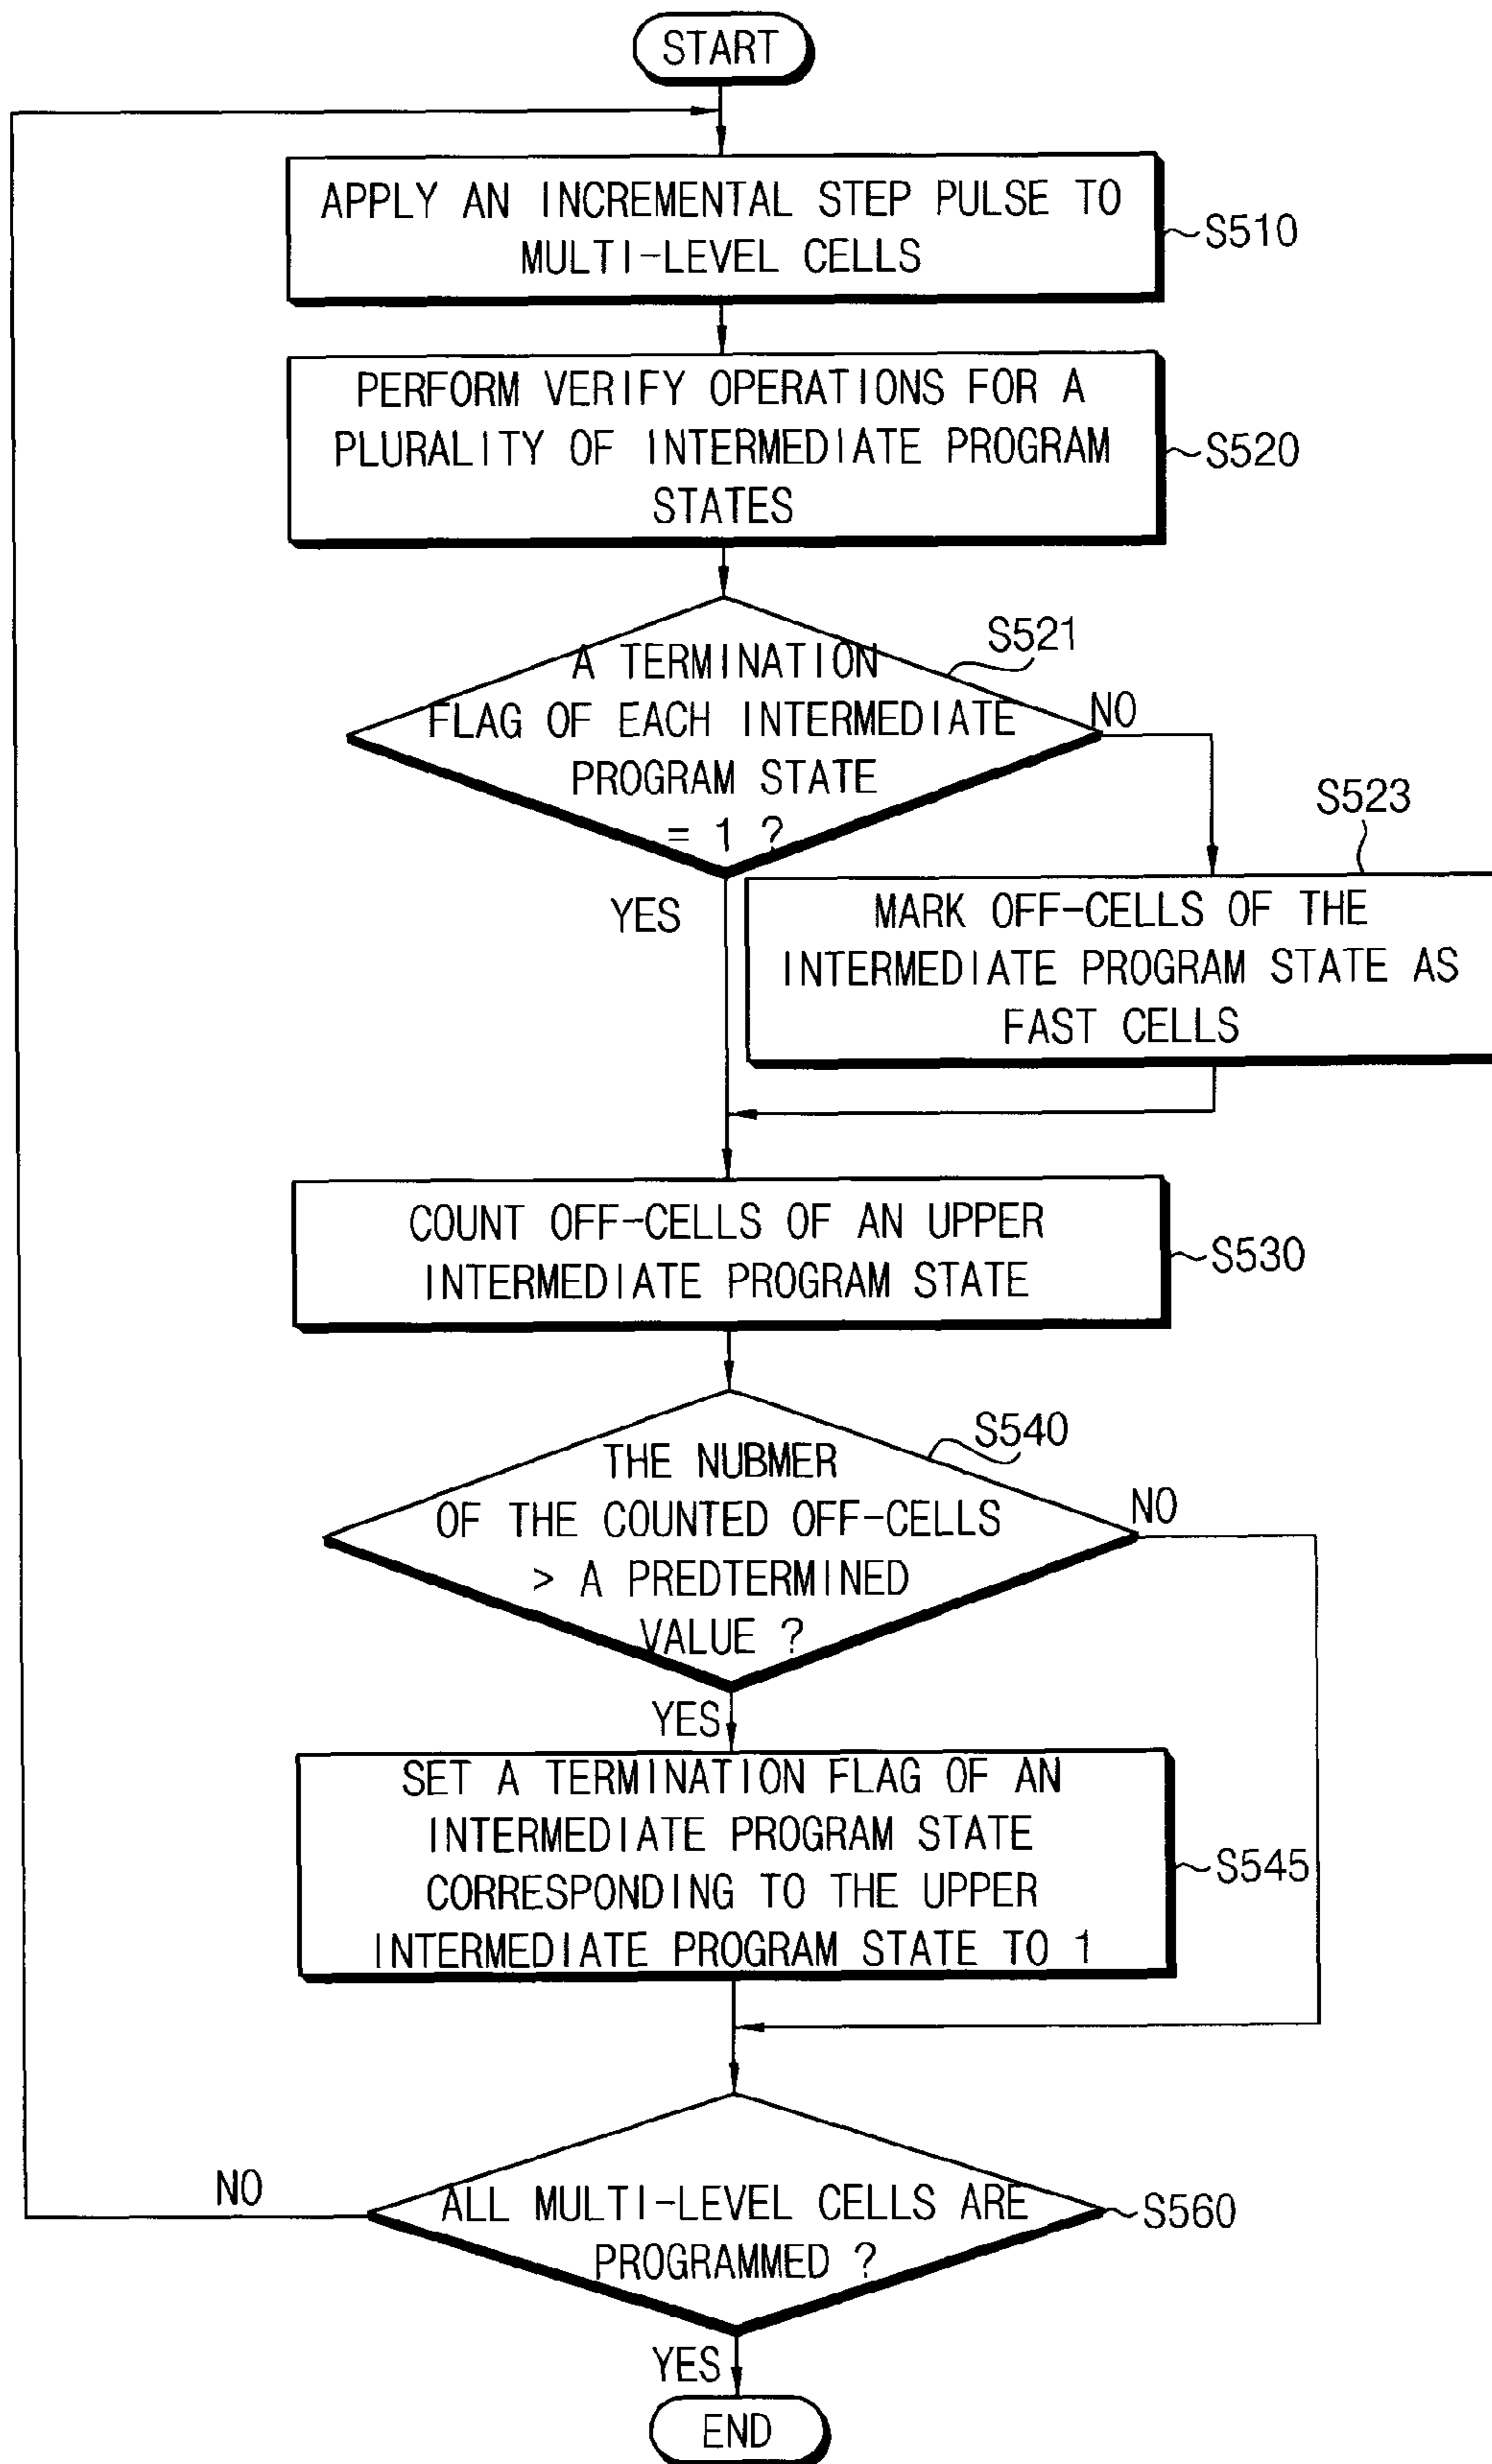 START
APPLY AN INCREMENTAL STEP PULSE TO
MULTI-LEVEL CELLS
S510
PERFORM VERIFY OPERATIONS FOR A
PLURALITY OF INTERMEDIATE PROGRAM
STATES
S520
S521
A TERMINATION
FLAG OF EACH INTERMEDIATE
PROGRAM STATE
= 1 ?
NO
YES
S523
MARK OFF-CELLS OF THE
INTERMEDIATE PROGRAM STATE AS
FAST CELLS
COUNT OFF-CELLS OF AN UPPER
INTERMEDIATE PROGRAM STATE
S530
S540
THE NUBMER
OF THE COUNTED OFF-CELLS
> A PREDTERMINED
VALUE ?
NO
YES
SET A TERMINATION FLAG OF AN
INTERMEDIATE PROGRAM STATE
CORRESPONDING TO THE UPPER
INTERMEDIATE PROGRAM STATE TO 1
S545
NO
ALL MULTI-LEVEL CELLS ARE
PROGRAMMED ?
S560
YES
END